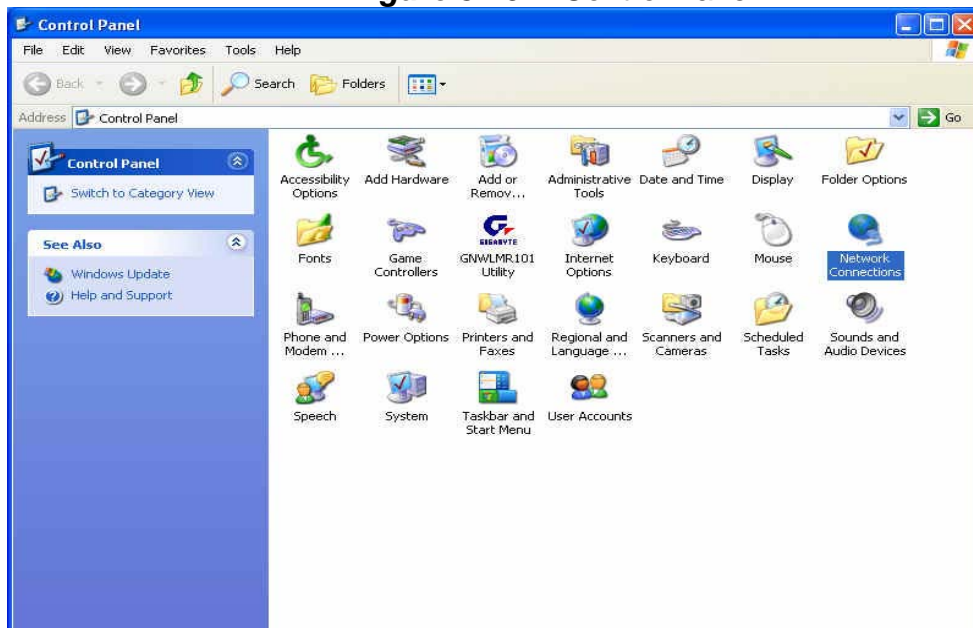 Control Panel
File Edit View Favorites Tools Help
Back Search Folders
Address Control Panel Go
Control Panel
Switch to Category View
See Also
Windows Update
Help and Support
Accessibility Options
Add Hardware
Add or Remov...
Administrative Tools
Date and Time
Display
Folder Options
Fonts
Game Controllers
GIGABYTE
GNWLMR101 Utility
Internet Options
Keyboard
Mouse
Network Connections
Phone and Modem ...
Power Options
Printers and Faxes
Regional and Language ...
Scanners and Cameras
Scheduled Tasks
Sounds and Audio Devices
Speech
System
Taskbar and Start Menu
User Accounts